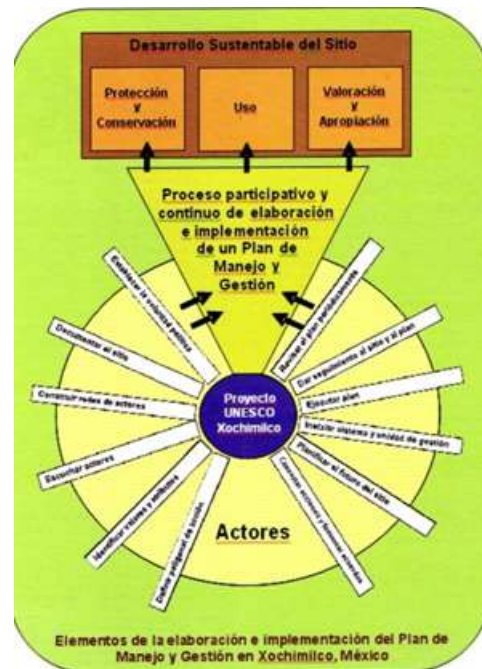 Desarrollo Sustentable del Sitio
Protección
y
Conservación
Uso
Valoración
y
Apropiación
Proceso participativo y
continuo de elaboración
e implementación
de un Plan de
Manejo y
Gestión
Establecer la voluntad política
Documentar el sitio
Construir redes de actores
Escuchar actores
Identificar valores y atributos
Definir poligonal de estudio
Revisar el plan periódicamente
Dar seguimiento al sitio y al plan
Ejecutar plan
Instalar sistema y unidad de gestión
Planificar el futuro del sitio
Consultar acciones y fomentar acuerdos
Proyecto
UNESCO
Xochimilco
Actores
Elementos de la elaboración e implementación del Plan de
Manejo y Gestión en Xochimilco, México